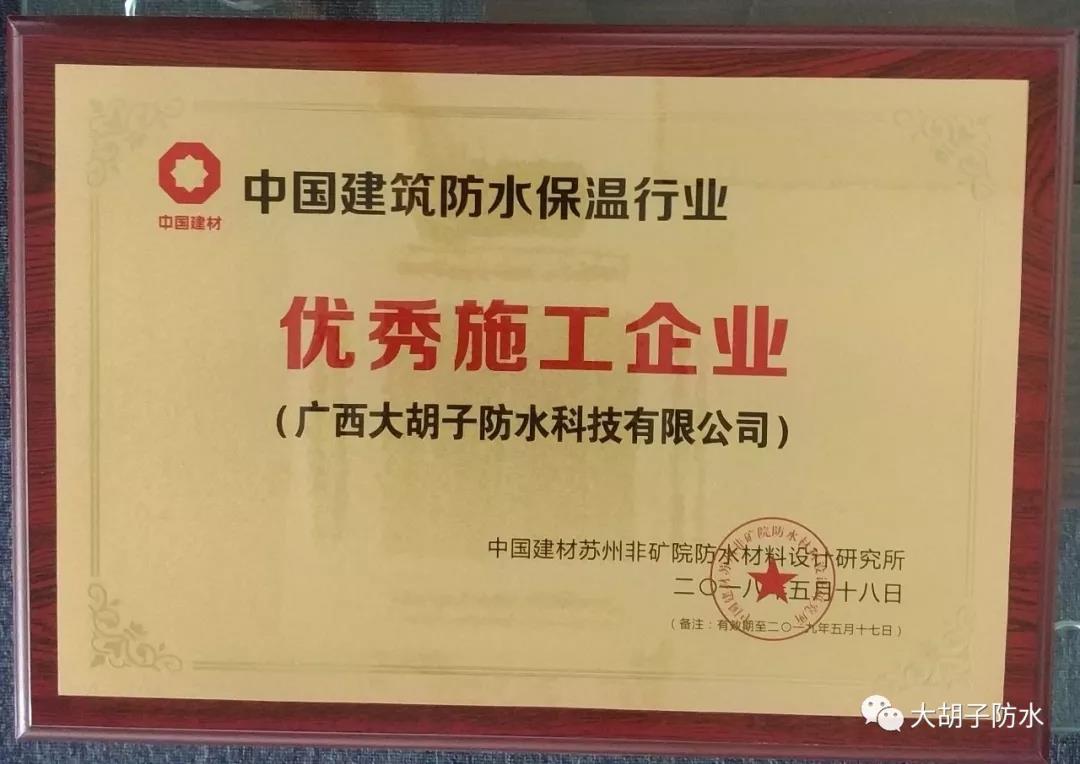 中国建材
中国建筑防水保温行业
优秀施工企业
（广西大胡子防水科技有限公司）
中国建材苏州非矿院防水材料设计研究所
二〇一八年五月十八日
（备注：有效期至二〇一九年五月十七日）
大胡子防水